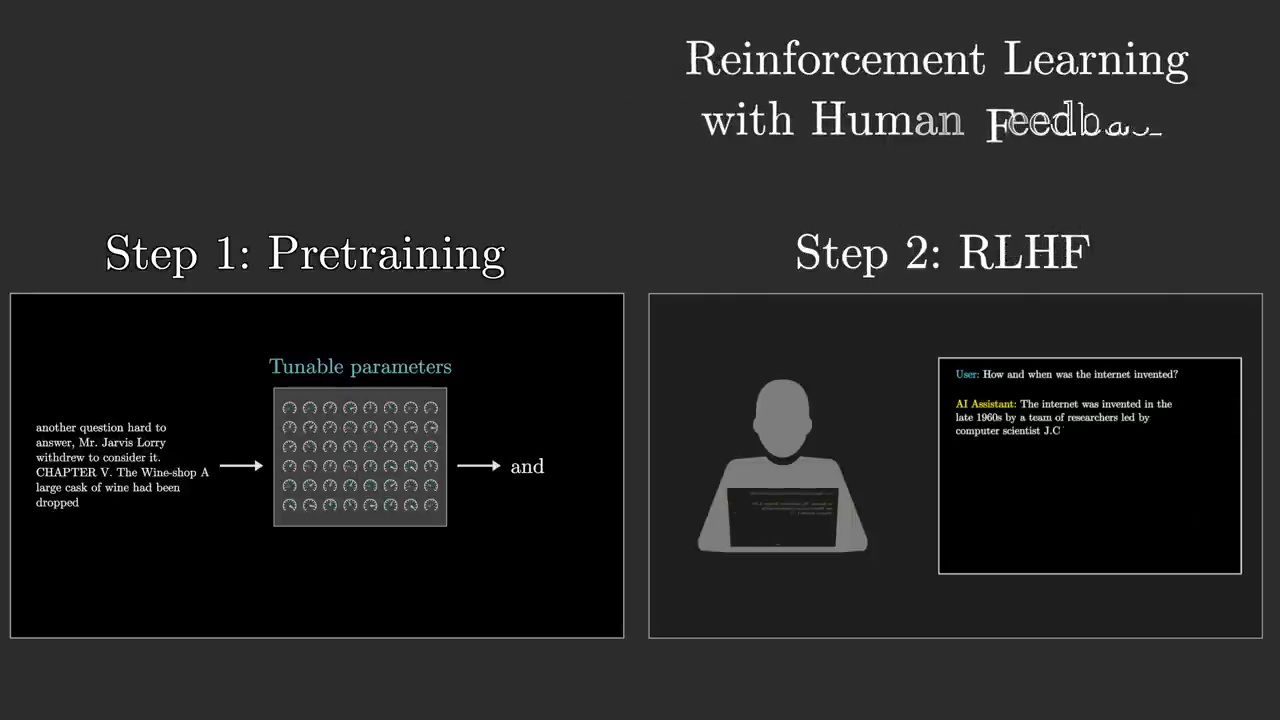 Reinforcement Learning
with Human Feedba
Step 1: Pretraining
Tunable parameters
another question hard to
answer, Mr. Jarvis Lorry
withdrew to consider it.
CHAPTER V. The Wine-shop A
large cask of wine had been
dropped
and
Step 2: RLHF
User: How and when was the internet invented?
AI Assistant: The internet was invented in the
late 1960s by a team of researchers led by
computer scientist J.C